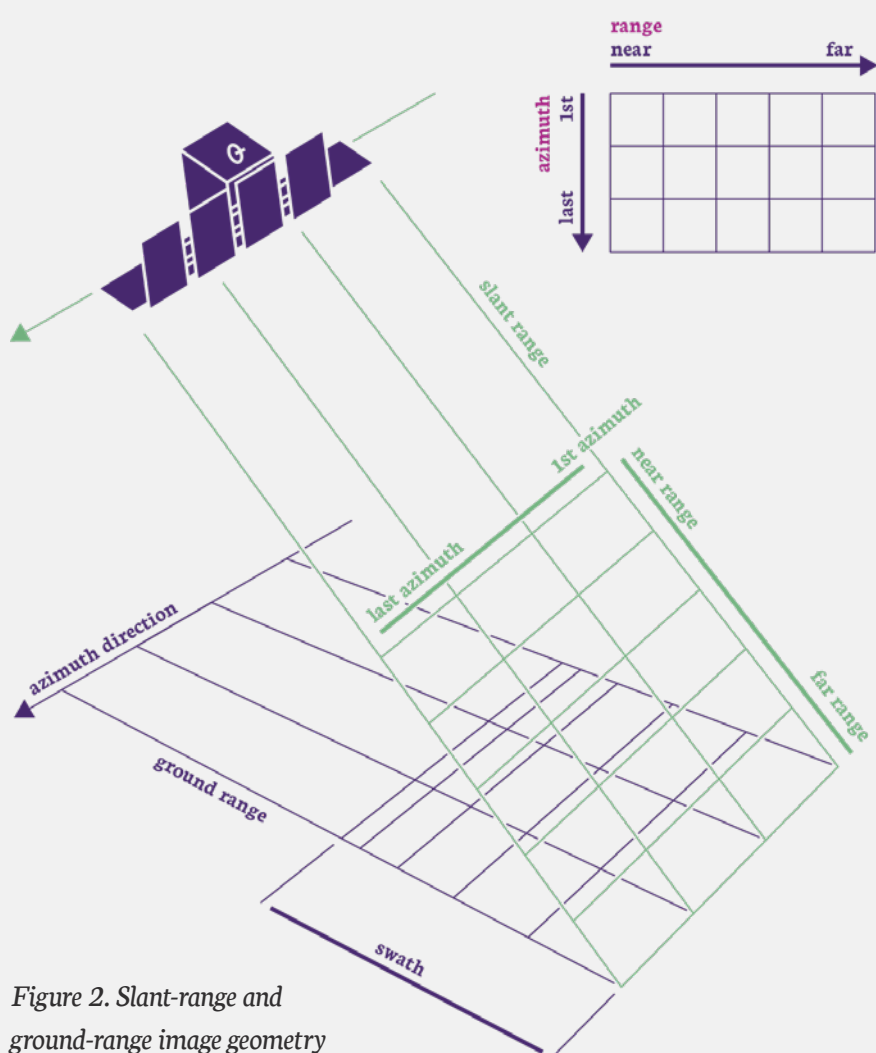 range
near far
azimuth
1st
last
slant range
1st azimuth
last azimuth
near range
far range
azimuth direction
ground range
swath
Figure 2. Slant-range and
ground-range image geometry